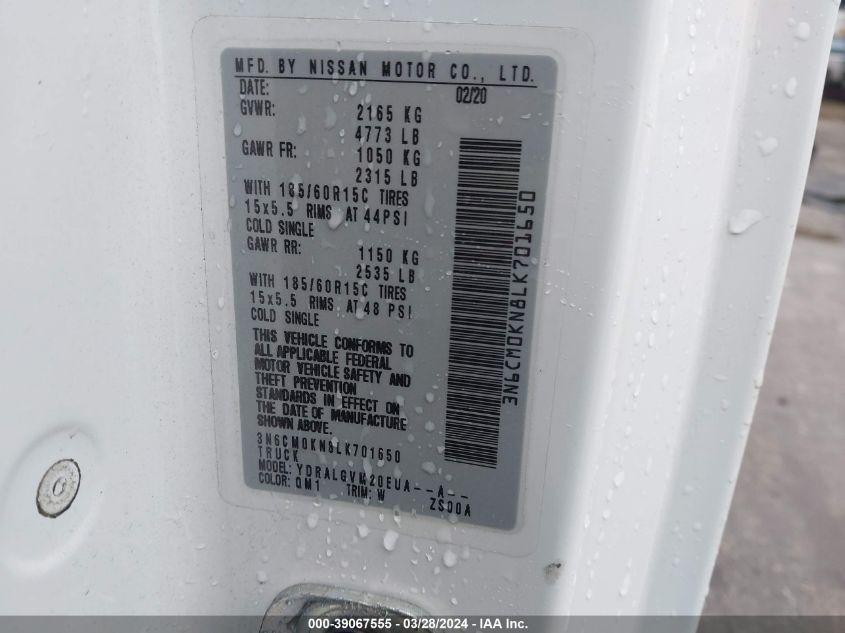 MFD. BY NISSAN MOTOR CO., LTD.
DATE: 02/20
GVWR: 2165 KG
4773 LB
GAWR FR: 1050 KG
2315 LB
WITH 185/60R15C TIRES
15x5.5 RIMS AT 44PSI
COLD SINGLE
GAWR RR: 1150 KG
2535 LB
WITH 185/60R15C TIRES
15x5.5 RIMS AT 48 PSI
COLD SINGLE
THIS VEHICLE CONFORMS TO
ALL APPLICABLE FEDERAL
MOTOR VEHICLE SAFETY AND
THEFT PREVENTION
STANDARDS IN EFFECT ON
THE DATE OF MANUFACTURE
SHOWN ABOVE.
3N6CM0KN8LK701650
TRUCK
MODEL: YDRALGVM20EUA--A--
COLOR: QM1 TRIM: W ZS00A
3N6CM0KN8LK701650
000-39067555 / 03/28/2024 / IAA Inc.